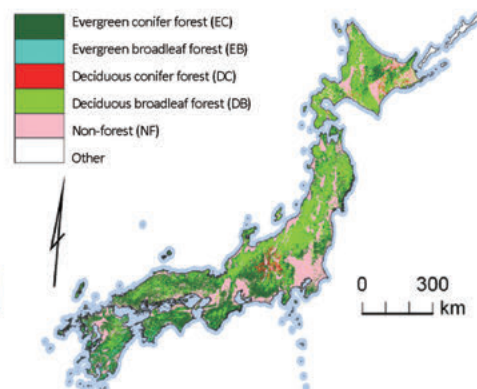 Evergreen conifer forest (EC)
Evergreen broadleaf forest (EB)
Deciduous conifer forest (DC)
Deciduous broadleaf forest (DB)
Non-forest (NF)
Other
0 300
km